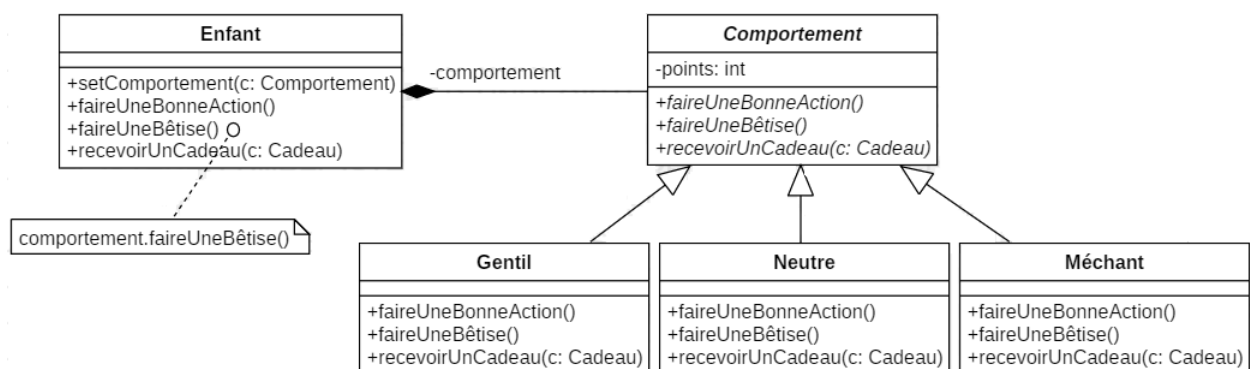 Enfant
+setComportement(c: Comportement)
+faireUneBonneAction()
+faireUneBêtise()
+recevoirUnCadeau(c: Cadeau)
comportement.faireUneBêtise()
-comportement
Comportement
-points: int
+faireUneBonneAction()
+faireUneBêtise()
+recevoirUnCadeau(c: Cadeau)
Gentil
+faireUneBonneAction()
+faireUneBêtise()
+recevoirUnCadeau(c: Cadeau)
Neutre
+faireUneBonneAction()
+faireUneBêtise()
+recevoirUnCadeau(c: Cadeau)
Méchant
+faireUneBonneAction()
+faireUneBêtise()
+recevoirUnCadeau(c: Cadeau)